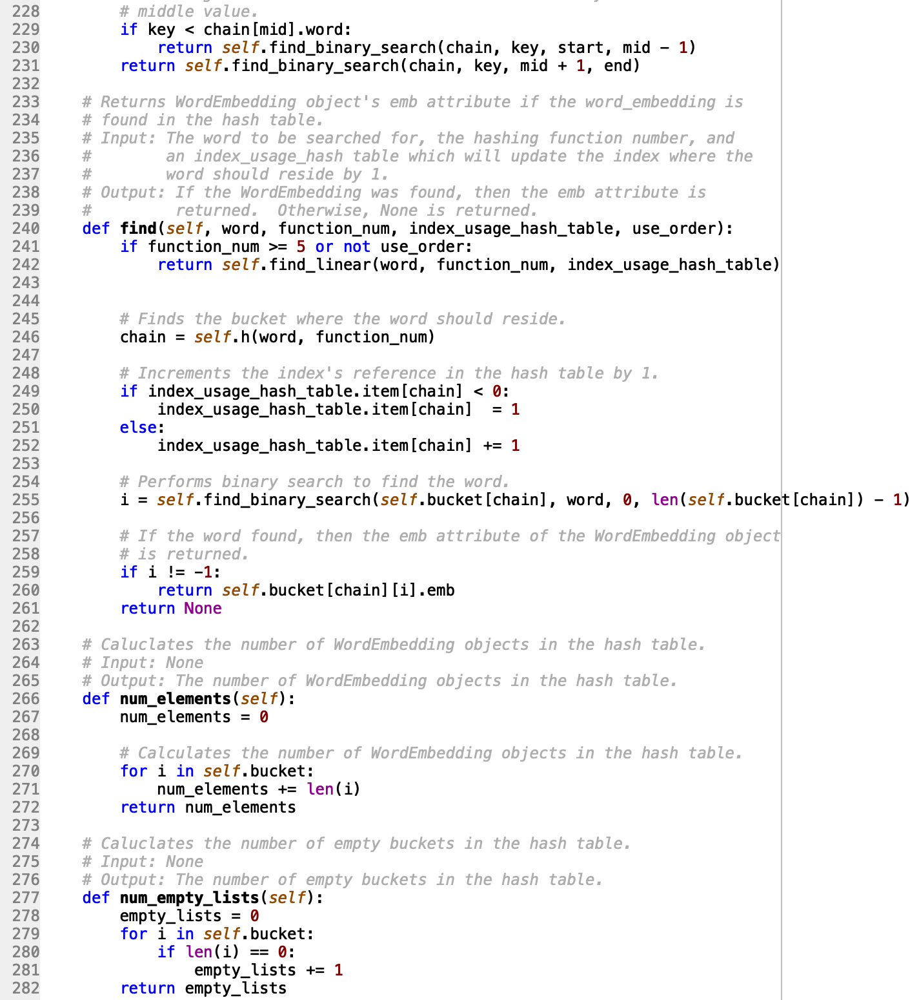 228         # middle value.
229         if key < chain[mid].word:
230             return self.find_binary_search(chain, key, start, mid - 1)
231         return self.find_binary_search(chain, key, mid + 1, end)
232
233     # Returns WordEmbedding object's emb attribute if the word_embedding is
234     # found in the hash table.
235     # Input: The word to be searched for, the hashing function number, and
236     #        an index_usage_hash table which will update the index where the
237     #        word should reside by 1.
238     # Output: If the WordEmbedding was found, then the emb attribute is
239     #         returned.  Otherwise, None is returned.
240     def find(self, word, function_num, index_usage_hash_table, use_order):
241         if function_num >= 5 or not use_order:
242             return self.find_linear(word, function_num, index_usage_hash_table)
243
244
245         # Finds the bucket where the word should reside.
246         chain = self.h(word, function_num)
247
248         # Increments the index's reference in the hash table by 1.
249         if index_usage_hash_table.item[chain] < 0:
250             index_usage_hash_table.item[chain]  = 1
251         else:
252             index_usage_hash_table.item[chain] += 1
253
254         # Performs binary search to find the word.
255         i = self.find_binary_search(self.bucket[chain], word, 0, len(self.bucket[chain]) - 1)
256
257         # If the word found, then the emb attribute of the WordEmbedding object
258         # is returned.
259         if i != -1:
260             return self.bucket[chain][i].emb
261         return None
262
263     # Caluclates the number of WordEmbedding objects in the hash table.
264     # Input: None
265     # Output: The number of WordEmbedding objects in the hash table.
266     def num_elements(self):
267         num_elements = 0
268
269         # Calculates the number of WordEmbedding objects in the hash table.
270         for i in self.bucket:
271             num_elements += len(i)
272         return num_elements
273
274     # Caluclates the number of empty buckets in the hash table.
275     # Input: None
276     # Output: The number of empty buckets in the hash table.
277     def num_empty_lists(self):
278         empty_lists = 0
279         for i in self.bucket:
280             if len(i) == 0:
281                 empty_lists += 1
282         return empty_lists